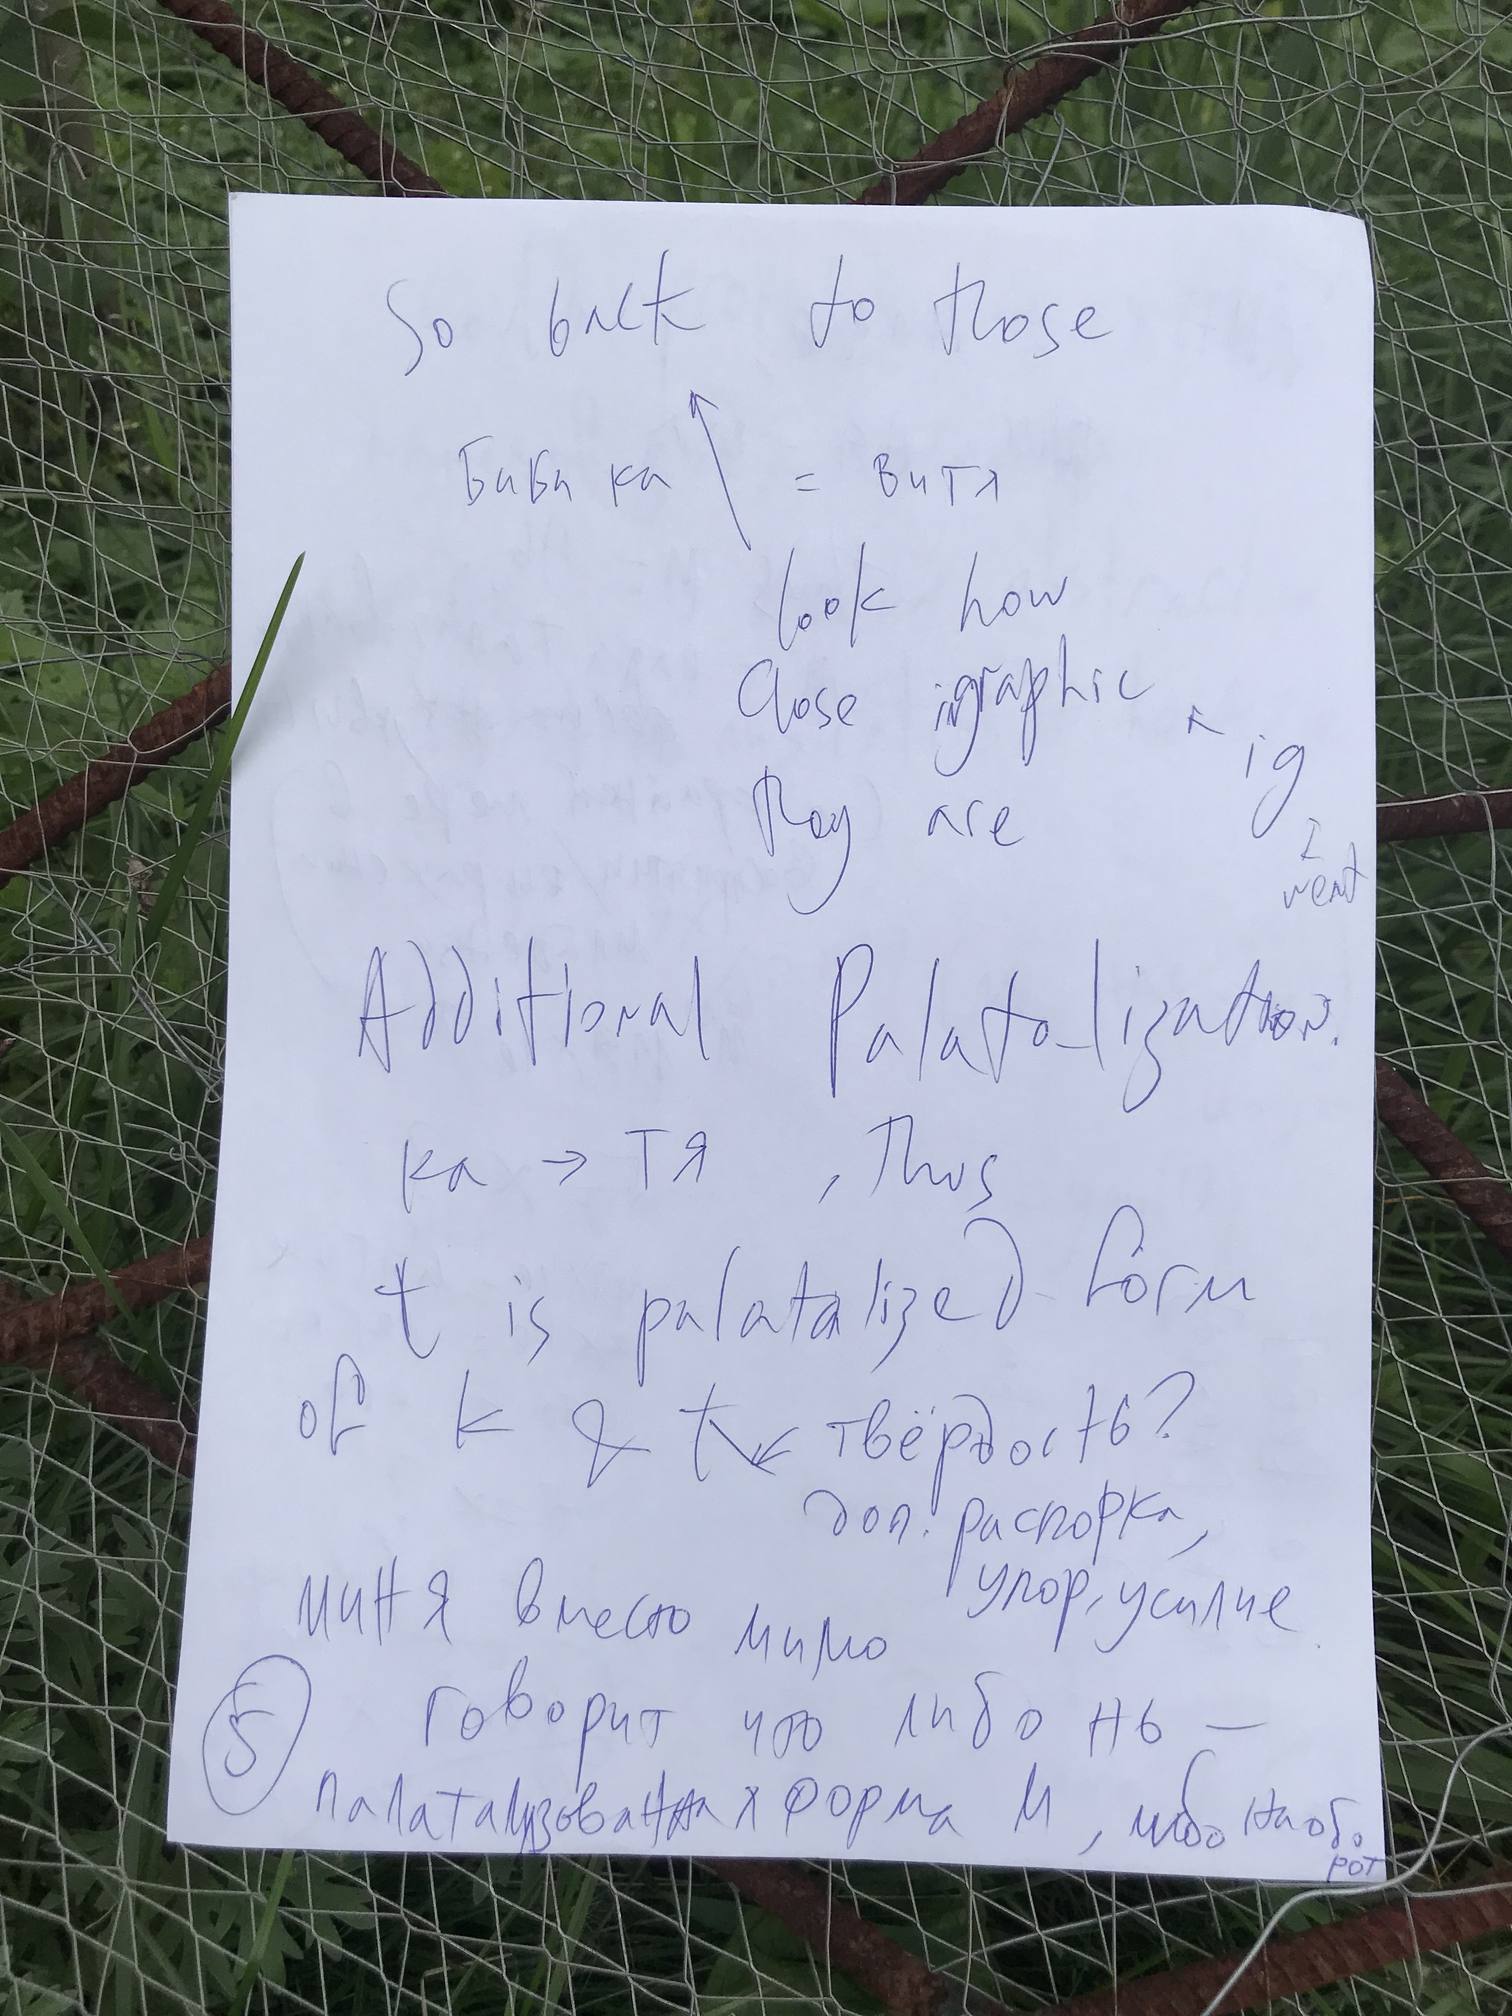 So back to those
Бибика = Витя
look how
Close igraphic
ig
they are
I
ment
Additional Palatalization.
ка → тя , thus
t is palatalized form
of k & t твёрдость?
доп. распорка,
упор, усилие
миня вместо мимо
говорит что либо нь —
5
палатализованная форма м, либо наоборот